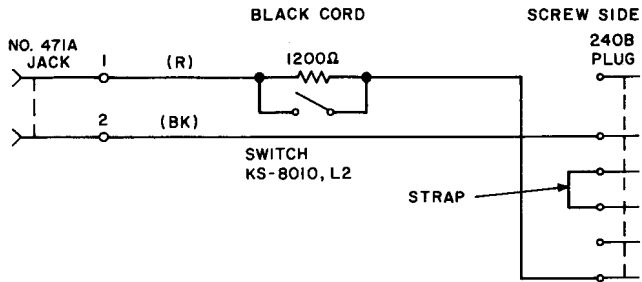 BLACK CORD
SCREW SIDE
NO. 471A
JACK
240B
PLUG
1
(R)
1200Ω
2
(BK)
SWITCH
KS-8010, L2
STRAP